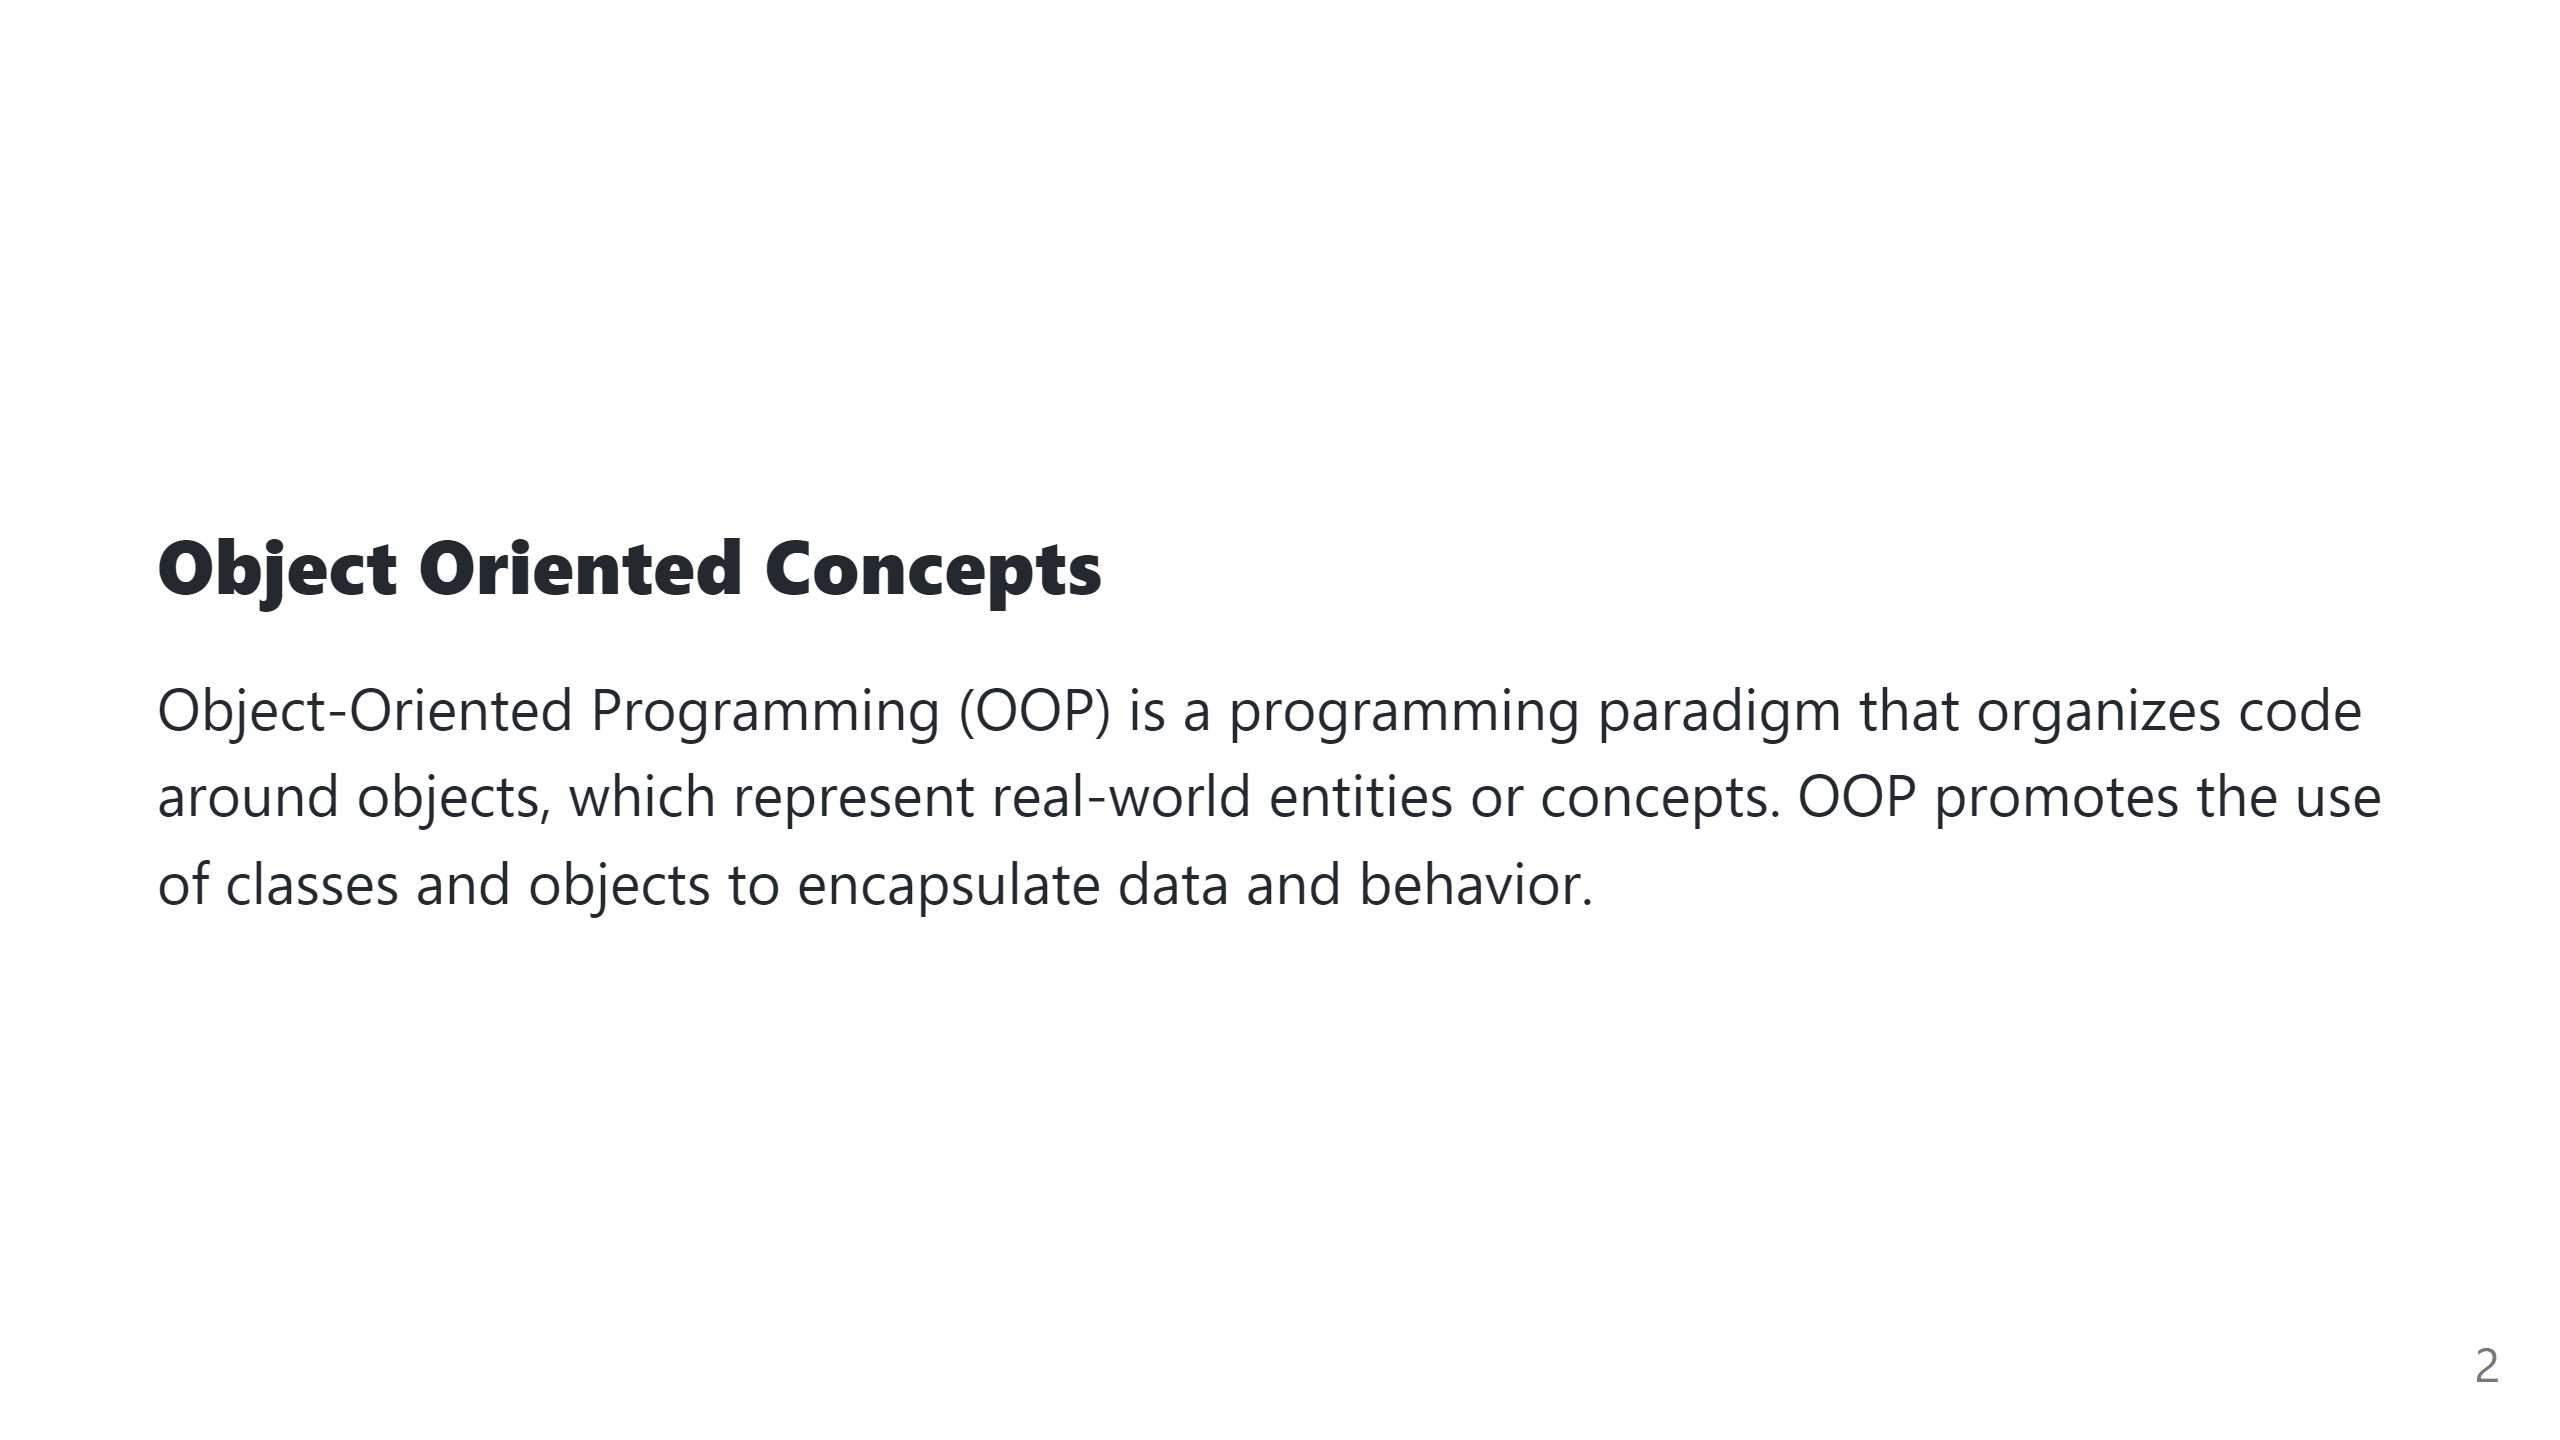 Object Oriented Concepts
Object-Oriented Programming (OOP) is a programming paradigm that organizes code
around objects, which represent real-world entities or concepts. OOP promotes the use
of classes and objects to encapsulate data and behavior.
2